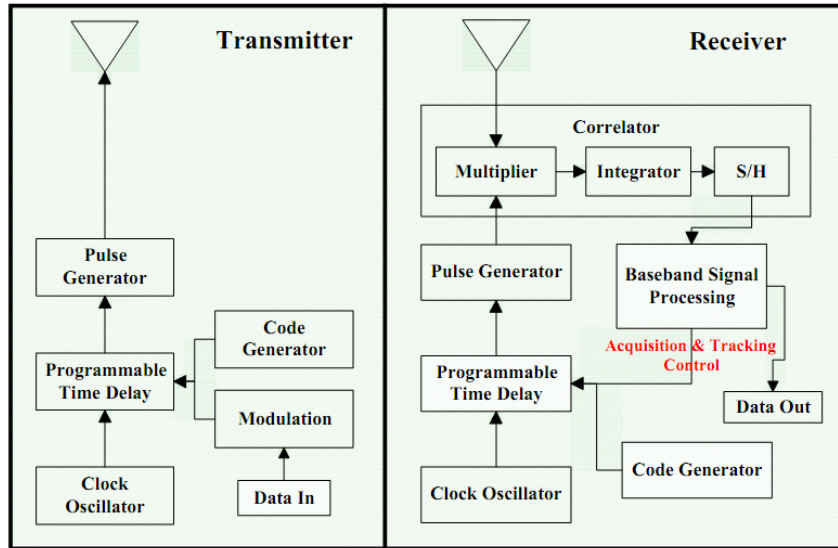 Transmitter
Pulse
Generator
Code
Generator
Programmable
Time Delay
Modulation
Clock
Oscillator
Data In
Receiver
Correlator
Multiplier
Integrator
S/H
Pulse Generator
Baseband Signal
Processing
Acquisition & Tracking
Control
Programmable
Time Delay
Data Out
Clock Oscillator
Code Generator